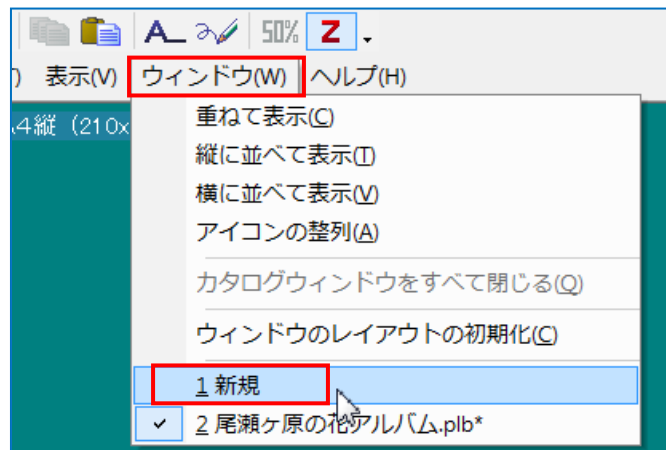 A 50% Z
) 表示(V) ウィンドウ(W) ヘルプ(H)
4縦 (210x
重ねて表示(C)
縦に並べて表示(T)
横に並べて表示(V)
アイコンの整列(A)
カタログウィンドウをすべて閉じる(Q)
ウィンドウのレイアウトの初期化(C)
1 新規
2 尾瀬ヶ原の花アルバム.plb*